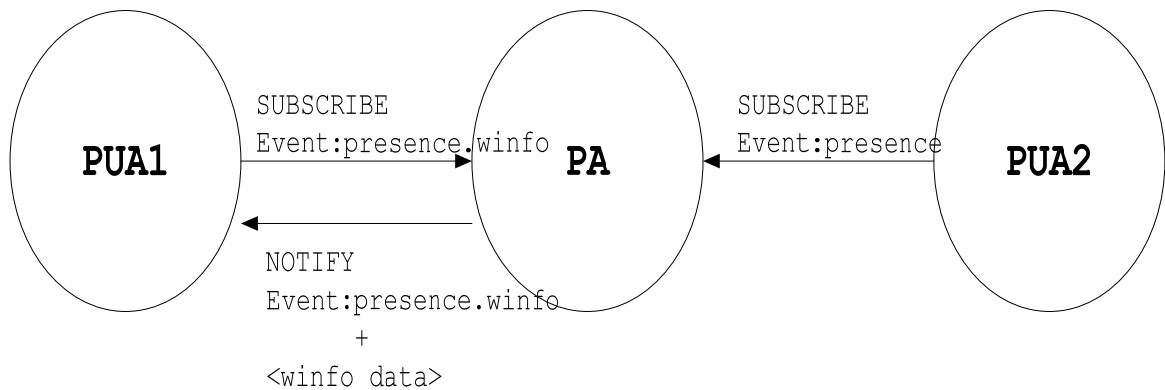 SUBSCRIBE
Event:presence.winfo
SUBSCRIBE
Event:presence
PUA1
PA
PUA2
NOTIFY
Event:presence.winfo
+
<winfo data>